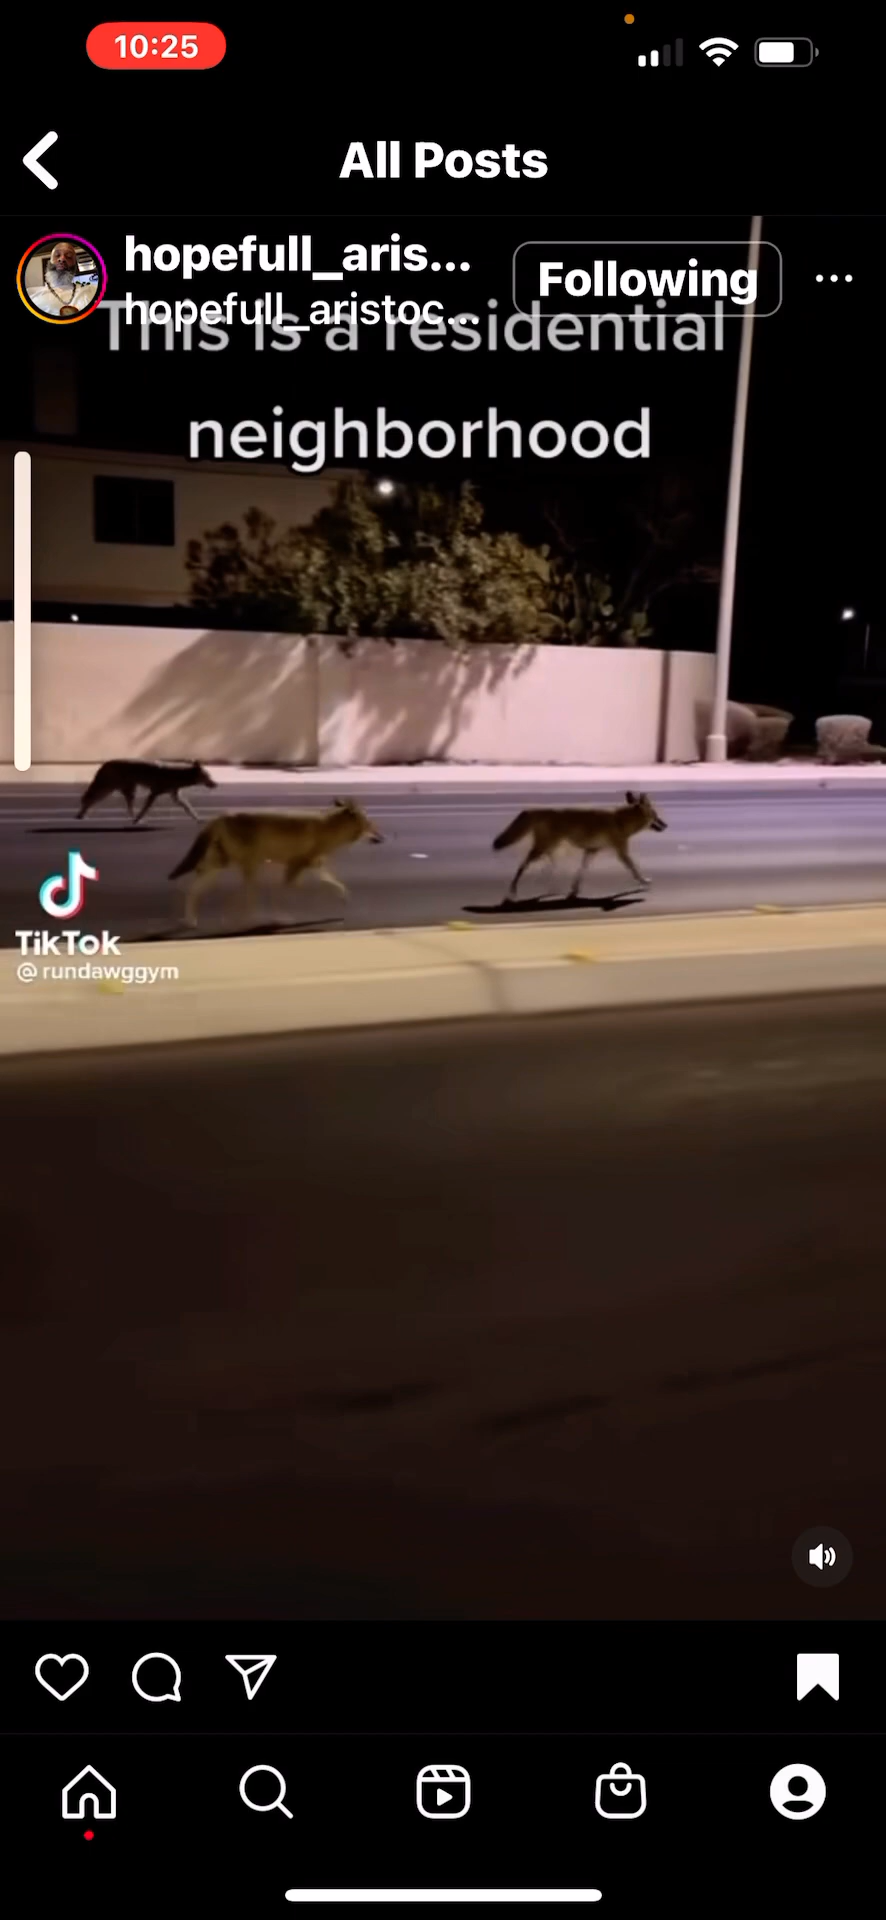 10:25
All Posts
hopefull_aris...
hopefull_aristoc...
Following
This is a residential
neighborhood
TikTok
@rundawggym